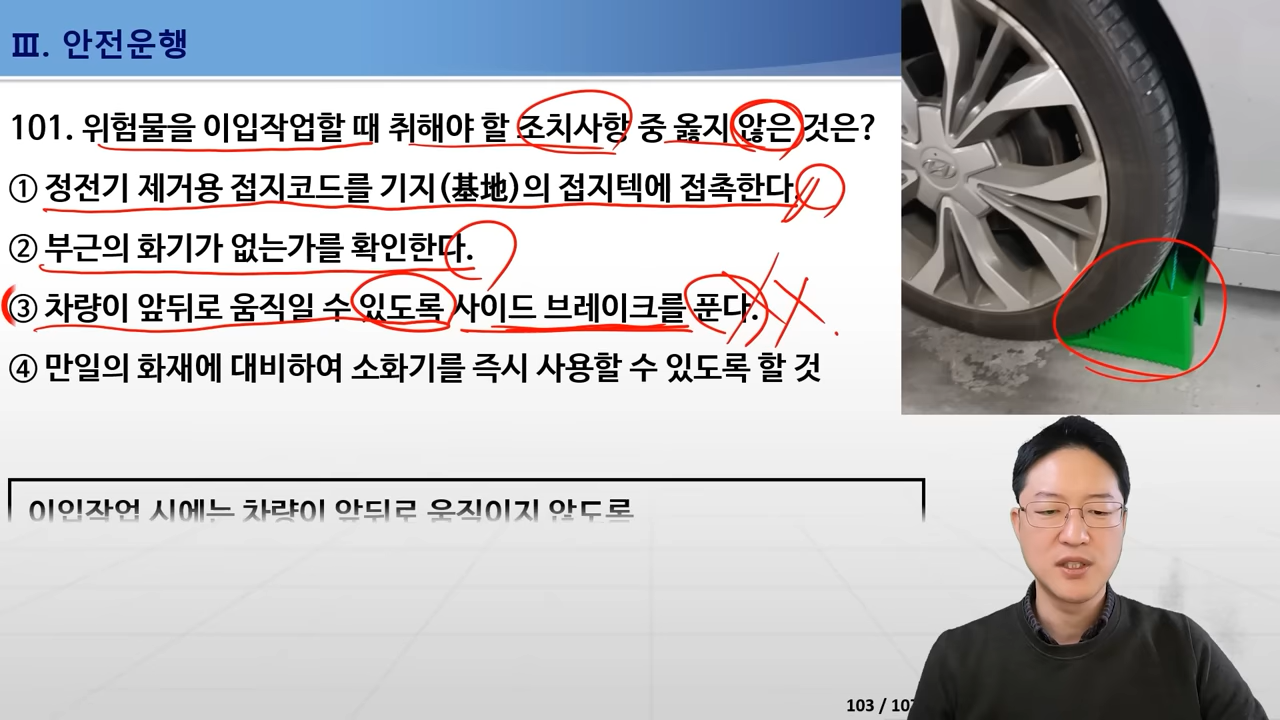 Ⅲ. 안전운행
101. 위험물을 이입작업할 때 취해야 할 조치사항 중 옳지 않은 것은?
① 정전기 제거용 접지코드를 기지(基地)의 접지텍에 접촉한다.
② 부근의 화기가 없는가를 확인한다.
③ 차량이 앞뒤로 움직일 수 있도록 사이드 브레이크를 푼다.
④ 만일의 화재에 대비하여 소화기를 즉시 사용할 수 있도록 할 것
이입작업 시에는 차량이 앞뒤로 움직이지 않도록
103 / 107